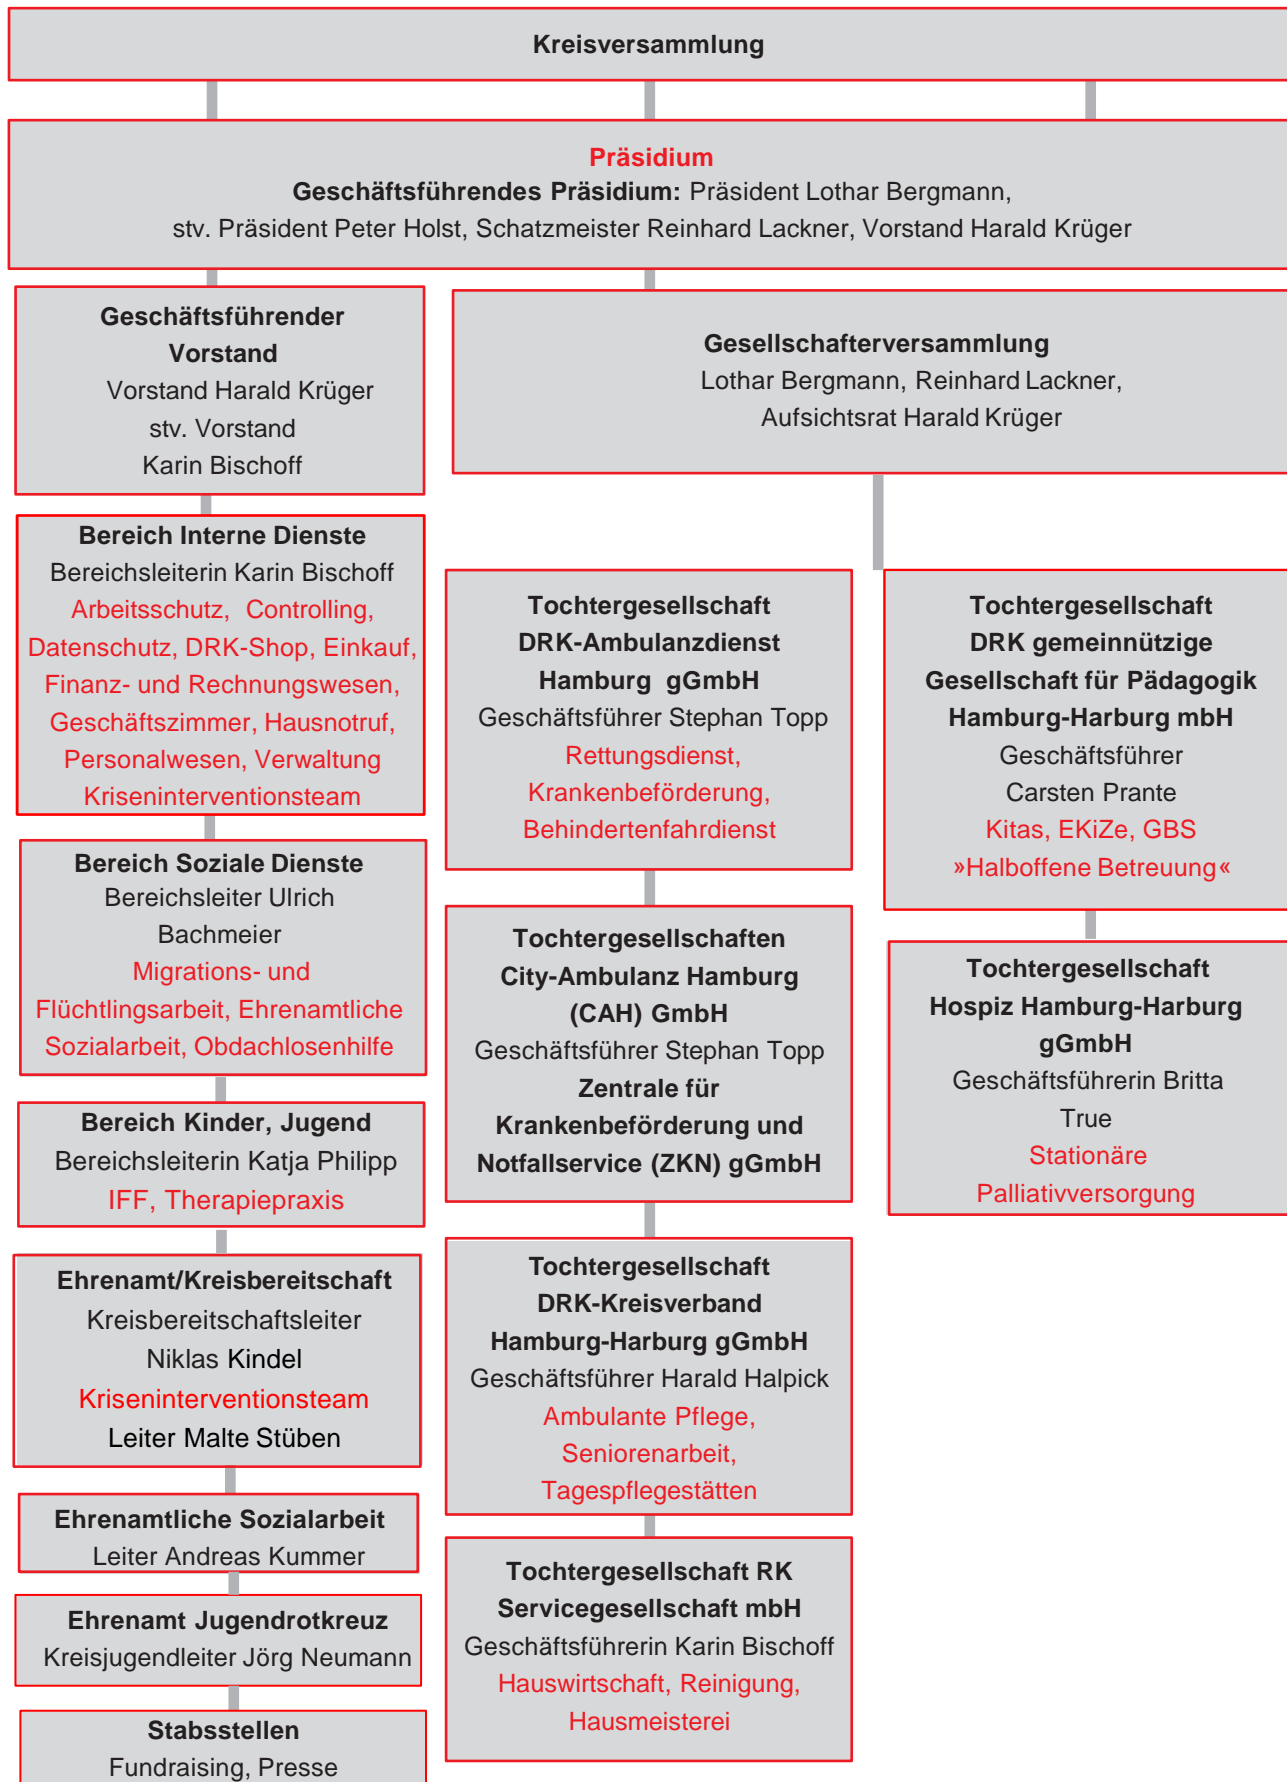 Kreisversammlung
Präsidium
Geschäftsführendes Präsidium: Präsident Lothar Bergmann,
stv. Präsident Peter Holst, Schatzmeister Reinhard Lackner, Vorstand Harald Krüger
Geschäftsführender
Vorstand
Vorstand Harald Krüger
stv. Vorstand
Karin Bischoff
Gesellschafterversammlung
Lothar Bergmann, Reinhard Lackner,
Aufsichtsrat Harald Krüger
Bereich Interne Dienste
Bereichsleiterin Karin Bischoff
Arbeitsschutz, Controlling,
Datenschutz, DRK-Shop, Einkauf,
Finanz- und Rechnungswesen,
Geschäftszimmer, Hausnotruf,
Personalwesen, Verwaltung
Kriseninterventionsteam
Bereich Soziale Dienste
Bereichsleiter Ulrich
Bachmeier
Migrations- und
Flüchtlingsarbeit, Ehrenamtliche
Sozialarbeit, Obdachlosenhilfe
Bereich Kinder, Jugend
Bereichsleiterin Katja Philipp
IFF, Therapiepraxis
Ehrenamt/Kreisbereitschaft
Kreisbereitschaftsleiter
Niklas Kindel
Kriseninterventionsteam
Leiter Malte Stüben
Ehrenamtliche Sozialarbeit
Leiter Andreas Kummer
Ehrenamt Jugendrotkreuz
Kreisjugendleiter Jörg Neumann
Stabsstellen
Fundraising, Presse
Tochtergesellschaft
DRK-Ambulanzdienst
Hamburg gGmbH
Geschäftsführer Stephan Topp
Rettungsdienst,
Krankenbeförderung,
Behindertenfahrdienst
Tochtergesellschaften
City-Ambulanz Hamburg
(CAH) GmbH
Geschäftsführer Stephan Topp
Zentrale für
Krankenbeförderung und
Notfallservice (ZKN) gGmbH
Tochtergesellschaft
DRK-Kreisverband
Hamburg-Harburg gGmbH
Geschäftsführer Harald Halpick
Ambulante Pflege,
Seniorenarbeit,
Tagespflegestätten
Tochtergesellschaft RK
Servicegesellschaft mbH
Geschäftsführerin Karin Bischoff
Hauswirtschaft, Reinigung,
Hausmeisterei
Tochtergesellschaft
DRK gemeinnützige
Gesellschaft für Pädagogik
Hamburg-Harburg mbH
Geschäftsführer
Carsten Prante
Kitas, EKiZe, GBS
»Halboffene Betreuung«
Tochtergesellschaft
Hospiz Hamburg-Harburg
gGmbH
Geschäftsführerin Britta
True
Stationäre
Palliativversorgung